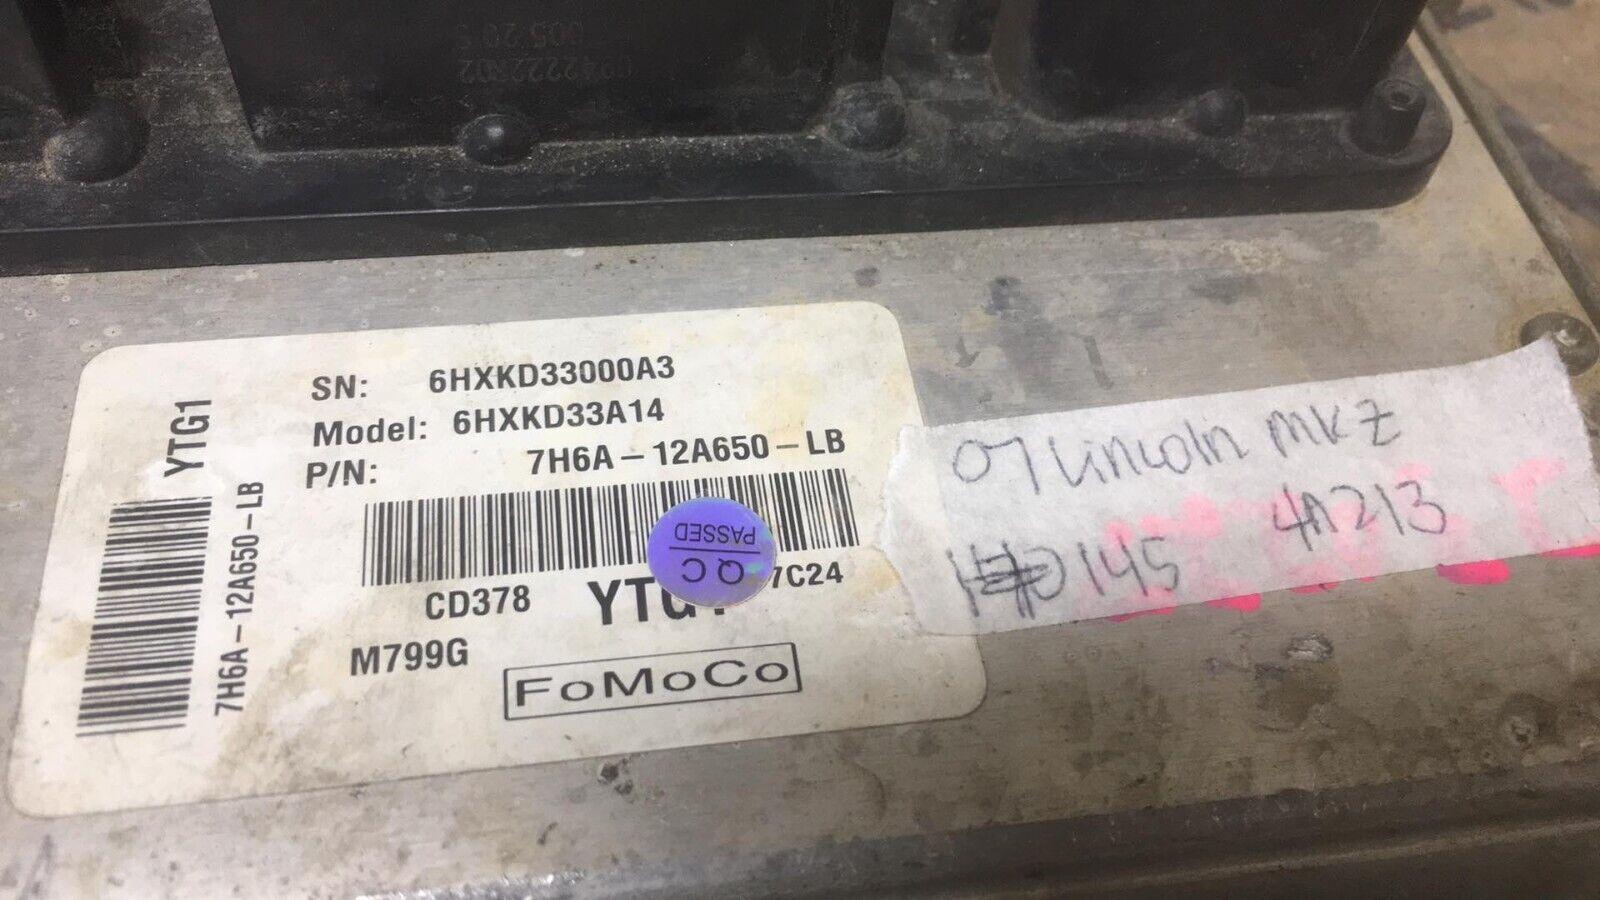 SN: 6HXKD33000A3
Model: 6HXKD33A14
P/N: 7H6A-12A650-LB
YTG1
7H6A-12A650-LB
QC
PASSED
CD378
7C24
M799G
FoMoCo
07 Lincoln MKZ
4A213
145